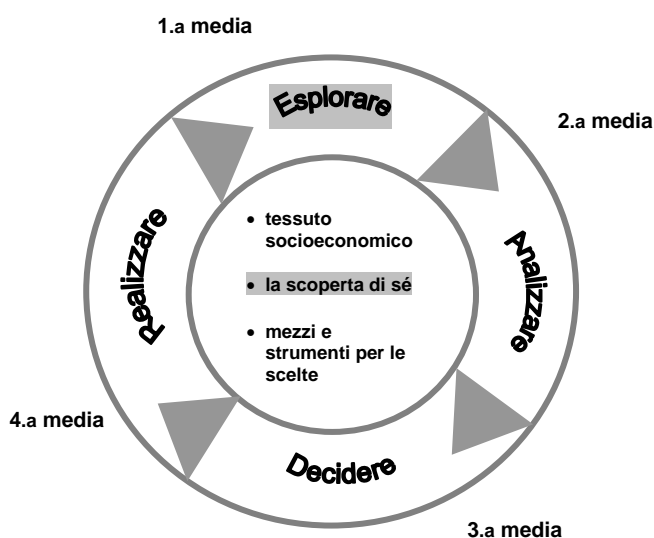 1.a media
Esplorare
2.a media
• tessuto
socioeconomico
Analizzare
Realizzare
• la scoperta di sé
• mezzi e
strumenti per le
scelte
4.a media
Decidere
3.a media